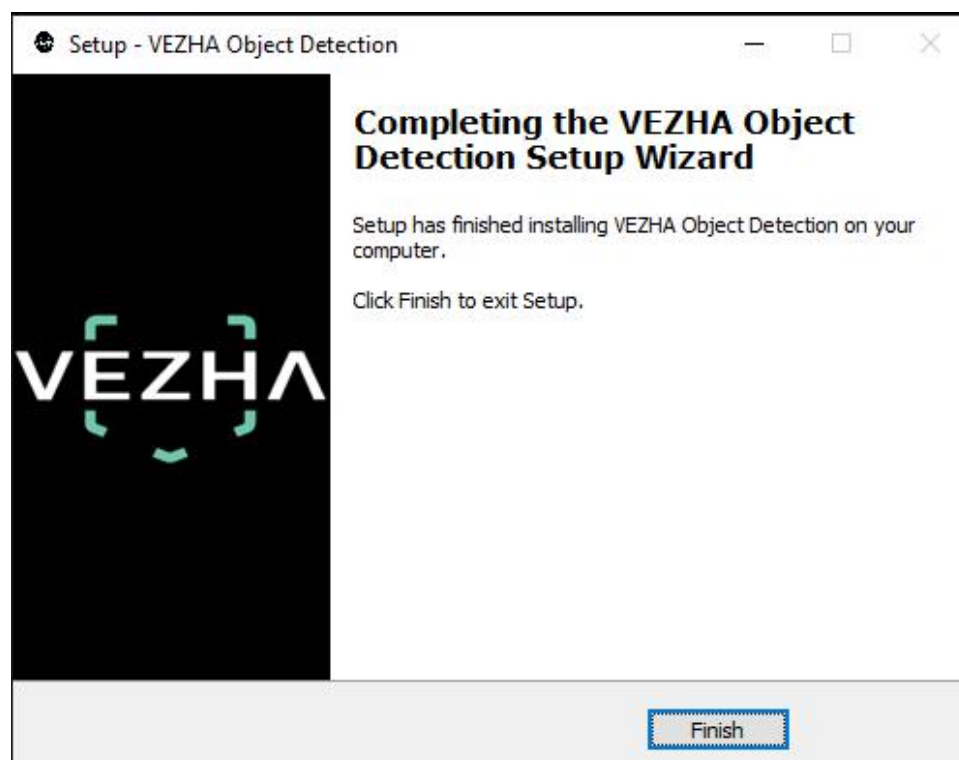 Setup - VEZHA Object Detection
Completing the VEZHA Object
Detection Setup Wizard
Setup has finished installing VEZHA Object Detection on your
computer.
Click Finish to exit Setup.
VEZHA
Finish